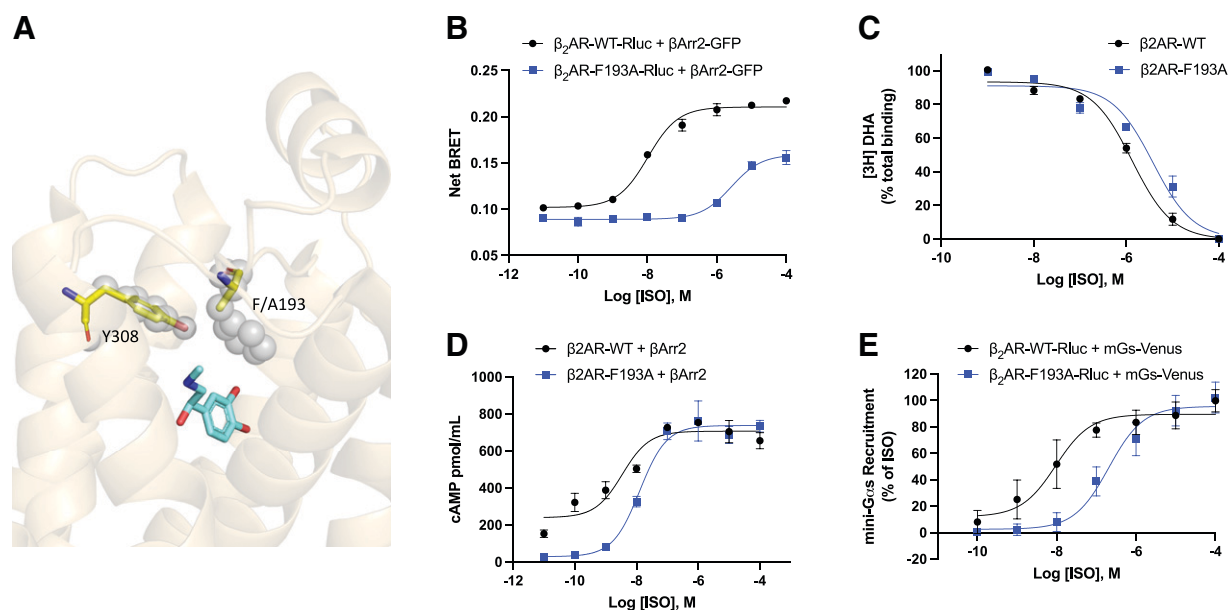 A
Y308
F/A193
B
β2AR-WT-Rluc + βArr2-GFP
β2AR-F193A-Rluc + βArr2-GFP
0.25
0.20
0.15
0.10
0.05
Net BRET
-12 -10 -8 -6 -4
Log [ISO], M
C
β2AR-WT
β2AR-F193A
100
80
60
40
20
0
[3H] DHA
(% total binding)
-10 -8 -6 -4
Log [ISO], M
D
β2AR-WT + βArr2
β2AR-F193A + βArr2
1000
800
600
400
200
0
cAMP pmol/mL
-12 -10 -8 -6 -4
Log [ISO], M
E
β2AR-WT-Rluc + mGs-Venus
β2AR-F193A-Rluc + mGs-Venus
120
100
80
60
40
20
0
mini-Gαs Recruitment
(% of ISO)
-10 -8 -6 -4
Log [ISO], M